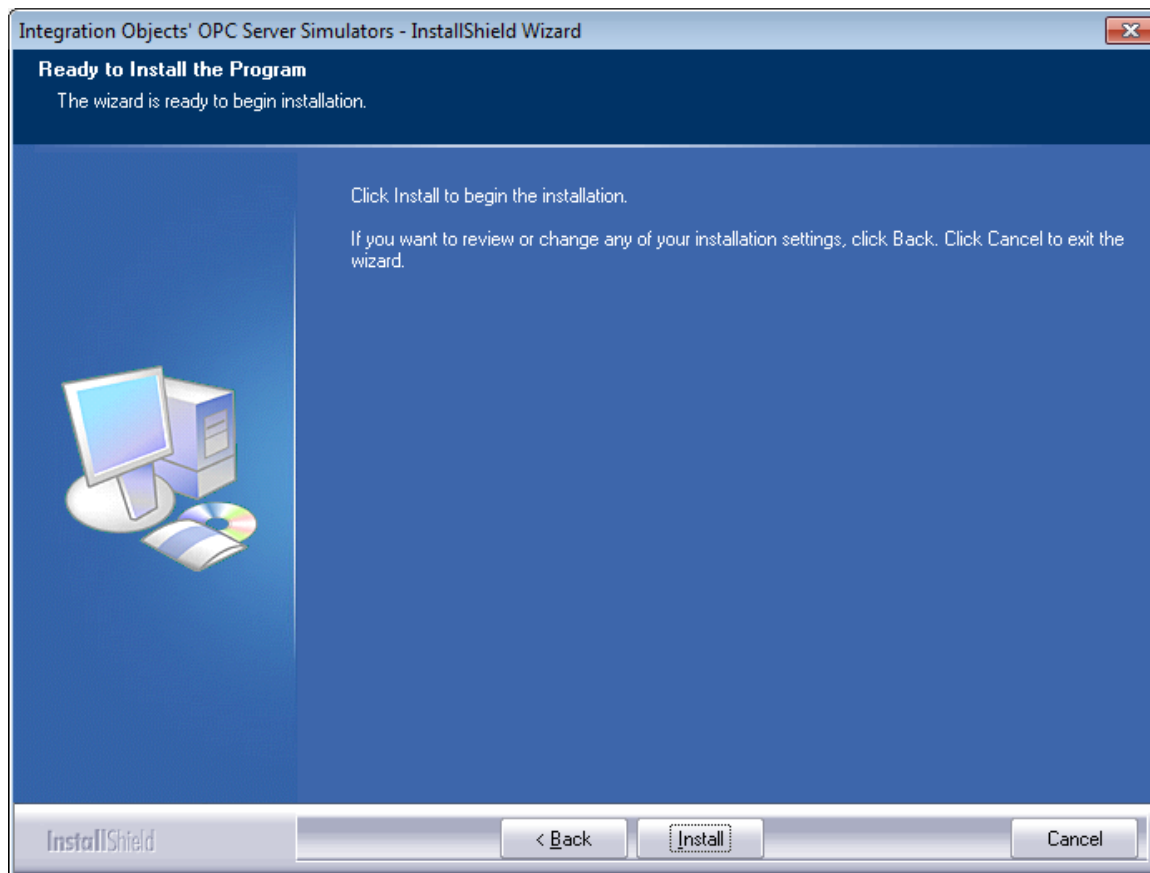 Integration Objects' OPC Server Simulators - InstallShield Wizard
Ready to Install the Program
The wizard is ready to begin installation.
Click Install to begin the installation.
If you want to review or change any of your installation settings, click Back. Click Cancel to exit the
wizard.
InstallShield
< Back
Install
Cancel